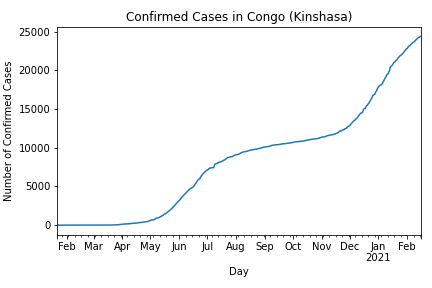 Confirmed Cases in Congo (Kinshasa)
25000
20000
15000
10000
5000
0
Number of Confirmed Cases
Feb Mar Apr May Jun Jul Aug Sep Oct Nov Dec Jan Feb
2021
Day